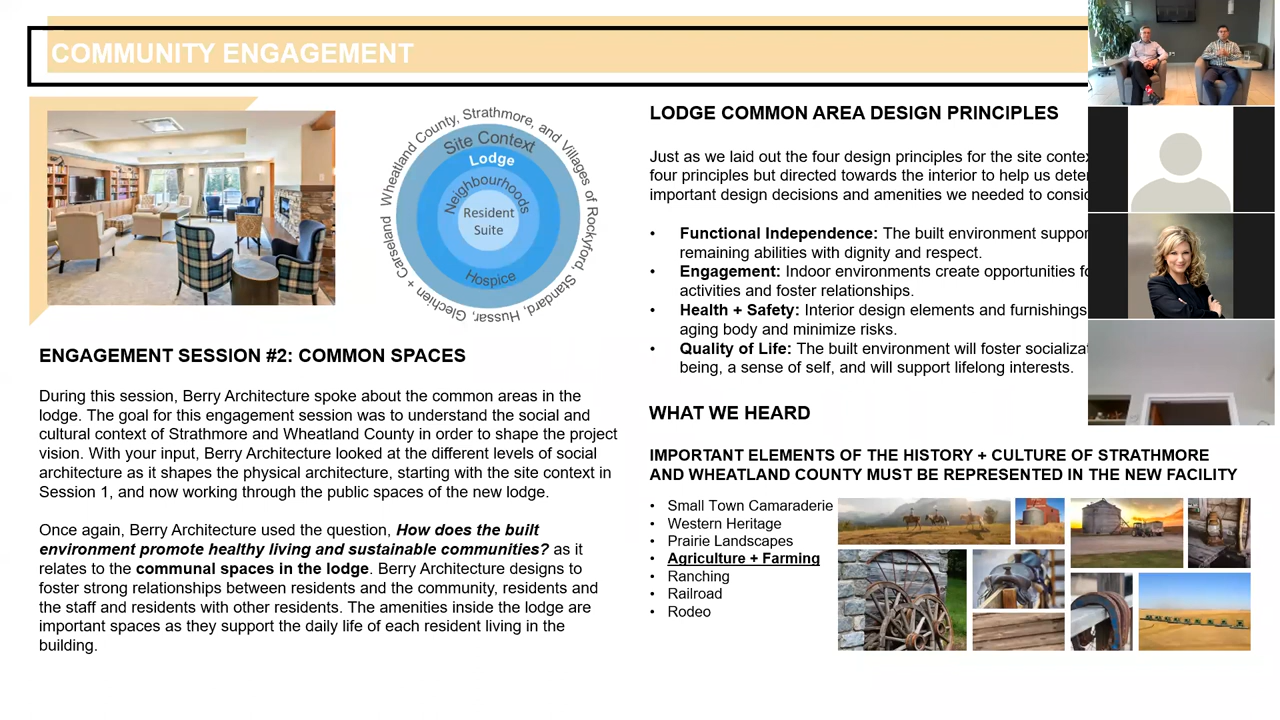 COMMUNITY ENGAGEMENT
Wheatland County, Strathmore, and Villages of Rockyford, Standard, Hussar, Gleichien + Carseland
Site Context
Lodge
Neighbourhoods
Resident
Suite
Hospice
ENGAGEMENT SESSION #2: COMMON SPACES
During this session, Berry Architecture spoke about the common areas in the
lodge. The goal for this engagement session was to understand the social and
cultural context of Strathmore and Wheatland County in order to shape the project
vision. With your input, Berry Architecture looked at the different levels of social
architecture as it shapes the physical architecture, starting with the site context in
Session 1, and now working through the public spaces of the new lodge.
Once again, Berry Architecture used the question, How does the built
environment promote healthy living and sustainable communities? as it
relates to the communal spaces in the lodge. Berry Architecture designs to
foster strong relationships between residents and the community, residents and
the staff and residents with other residents. The amenities inside the lodge are
important spaces as they support the daily life of each resident living in the
building.
LODGE COMMON AREA DESIGN PRINCIPLES
Just as we laid out the four design principles for the site
four principles but directed towards the interior to help us
important design decisions and amenities we needed to
• Functional Independence: The built environment
remaining abilities with dignity and respect.
• Engagement: Indoor environments create opportunities
activities and foster relationships.
• Health + Safety: Interior design elements and furnishings
aging body and minimize risks.
• Quality of Life: The built environment will foster
being, a sense of self, and will support lifelong interests.
WHAT WE HEARD
IMPORTANT ELEMENTS OF THE HISTORY + CULTURE OF STRATHMORE
AND WHEATLAND COUNTY MUST BE REPRESENTED IN THE NEW FACILITY
• Small Town Camaraderie
• Western Heritage
• Prairie Landscapes
• Agriculture + Farming
• Ranching
• Railroad
• Rodeo